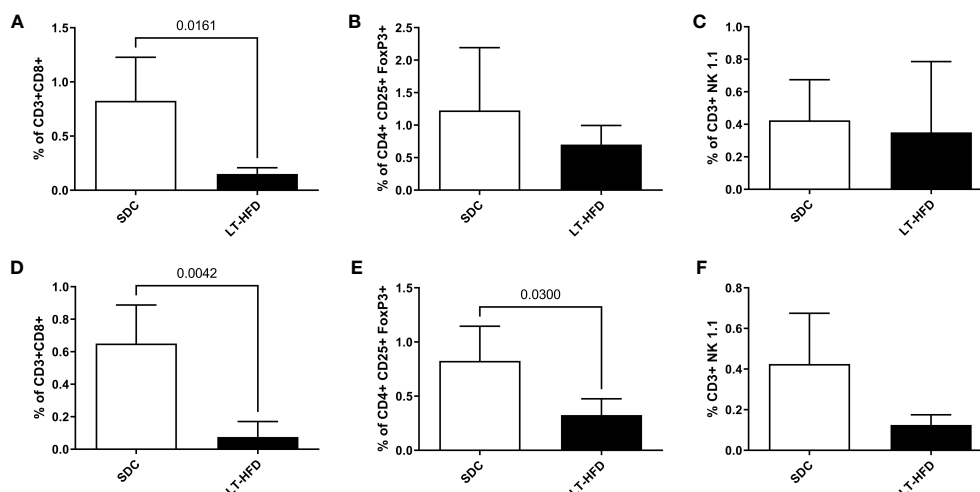 A
0.0161
% of CD3+CD8+
1.5
1.0
0.5
0.0
SDC
LT-HFD
B
% of CD4+ CD25+ FoxP3+
2.5
2.0
1.5
1.0
0.5
0.0
SDC
LT-HFD
C
% of CD3+ NK 1.1
1.0
0.8
0.6
0.4
0.2
0.0
SDC
LT-HFD
D
0.0042
% of CD3+CD8+
1.0
0.8
0.6
0.4
0.2
0.0
SDC
LT-HFD
E
0.0300
% of CD4+ CD25+ FoxP3+
1.5
1.0
0.5
0.0
SDC
LT-HFD
F
% CD3+ NK 1.1
0.8
0.6
0.4
0.2
0.0
SDC
LT-HFD